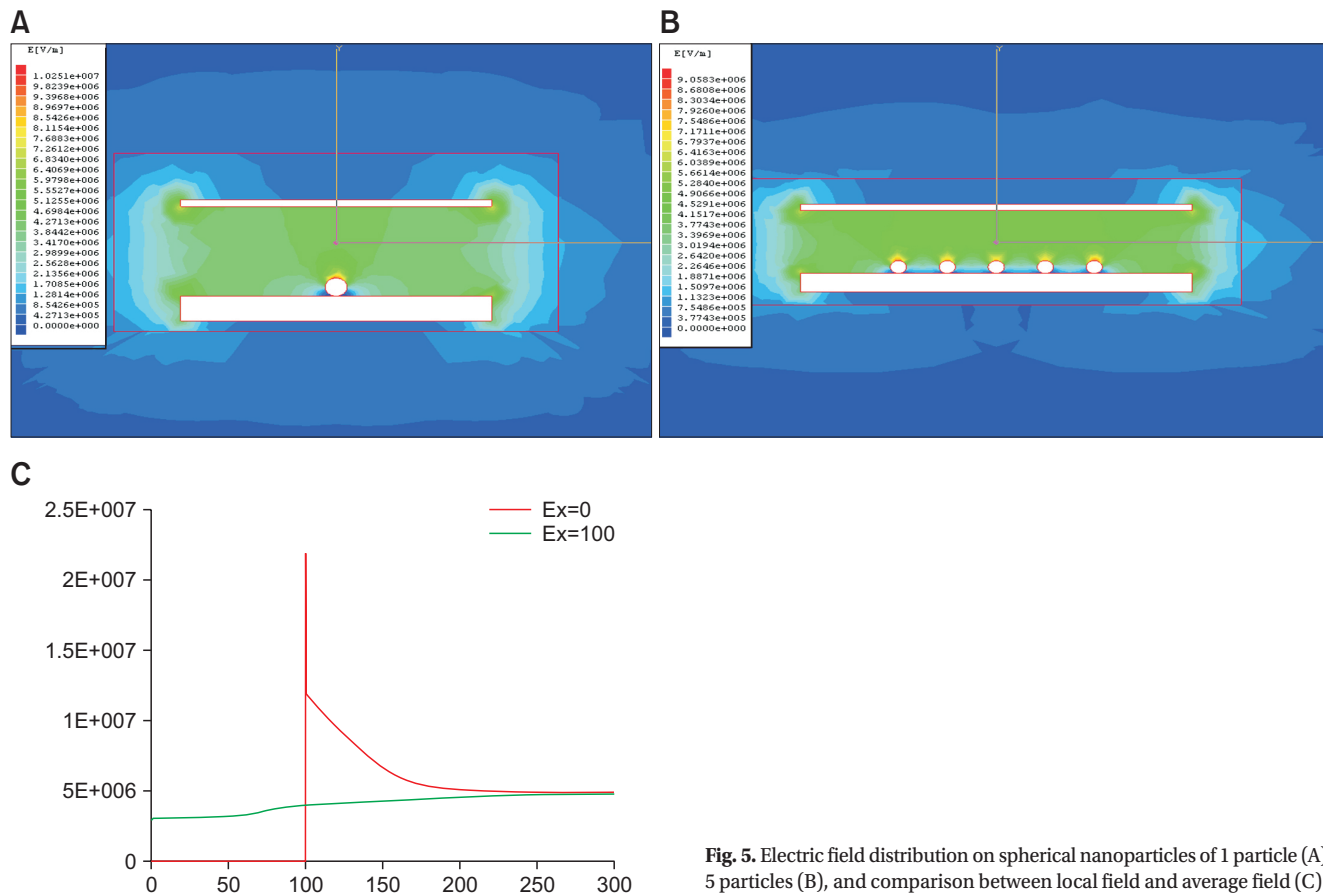 A
E[V/m]
1.0251e+007
9.8239e+006
9.3968e+006
8.9697e+006
8.5426e+006
8.1154e+006
7.6883e+006
7.2612e+006
6.8340e+006
6.4069e+006
5.9798e+006
5.5527e+006
5.1255e+006
4.6984e+006
4.2713e+006
3.8442e+006
3.4170e+006
2.9899e+006
2.5628e+006
2.1356e+006
1.7085e+006
1.2814e+006
8.5426e+005
4.2713e+005
0.0000e+000
Y
B
E[V/m]
9.0583e+006
8.6808e+006
8.3034e+006
7.9260e+006
7.5486e+006
7.1711e+006
6.7937e+006
6.4163e+006
6.0389e+006
5.6614e+006
5.2840e+006
4.9066e+006
4.5291e+006
4.1517e+006
3.7743e+006
3.3969e+006
3.0194e+006
2.6420e+006
2.2646e+006
1.8871e+006
1.5097e+006
1.1323e+006
7.5486e+005
3.7743e+005
0.0000e+000
Y
C
2.5E+007
2E+007
1.5E+007
1E+007
5E+006
0
0
50
100
150
200
250
300
Ex=0
Ex=100
Fig. 5. Electric field distribution on spherical nanoparticles of 1 particle (A)
5 particles (B), and comparison between local field and average field (C)